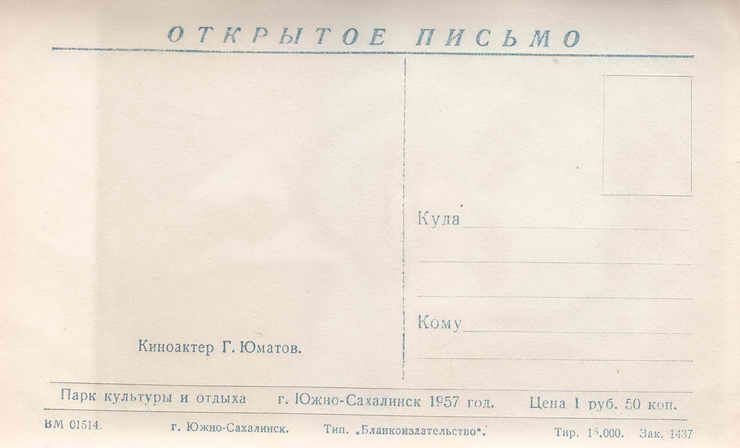 ОТКРЫТОЕ ПИСЬМО
Куда
Кому
Киноактер Г. Юматов.
Парк культуры и отдыха г. Южно-Сахалинск 1957 год. Цена 1 руб. 50 коп.
ВМ 01514. г. Южно-Сахалинск. Тип. „Бланкоиздательство“. Тир. Зак. 1437